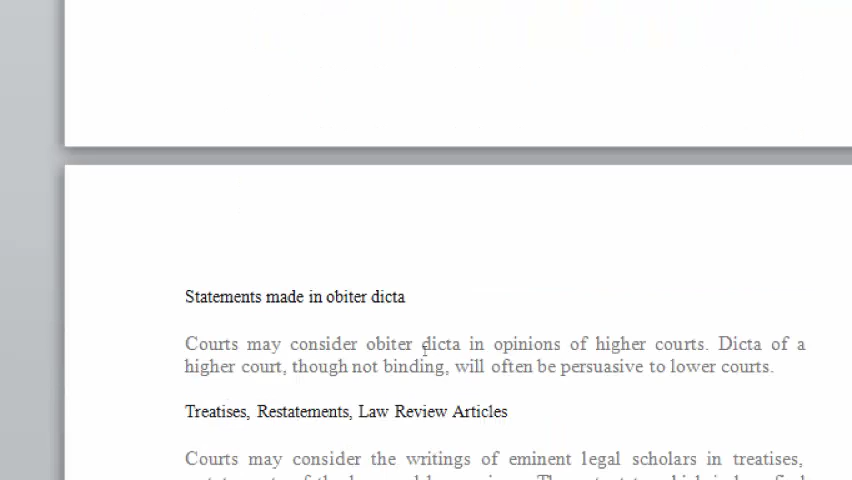 Statements made in obiter dicta
Courts may consider obiter dicta in opinions of higher courts. Dicta of a
higher court, though not binding, will often be persuasive to lower courts.
Treatises, Restatements, Law Review Articles
Courts may consider the writings of eminent legal scholars in treatises,